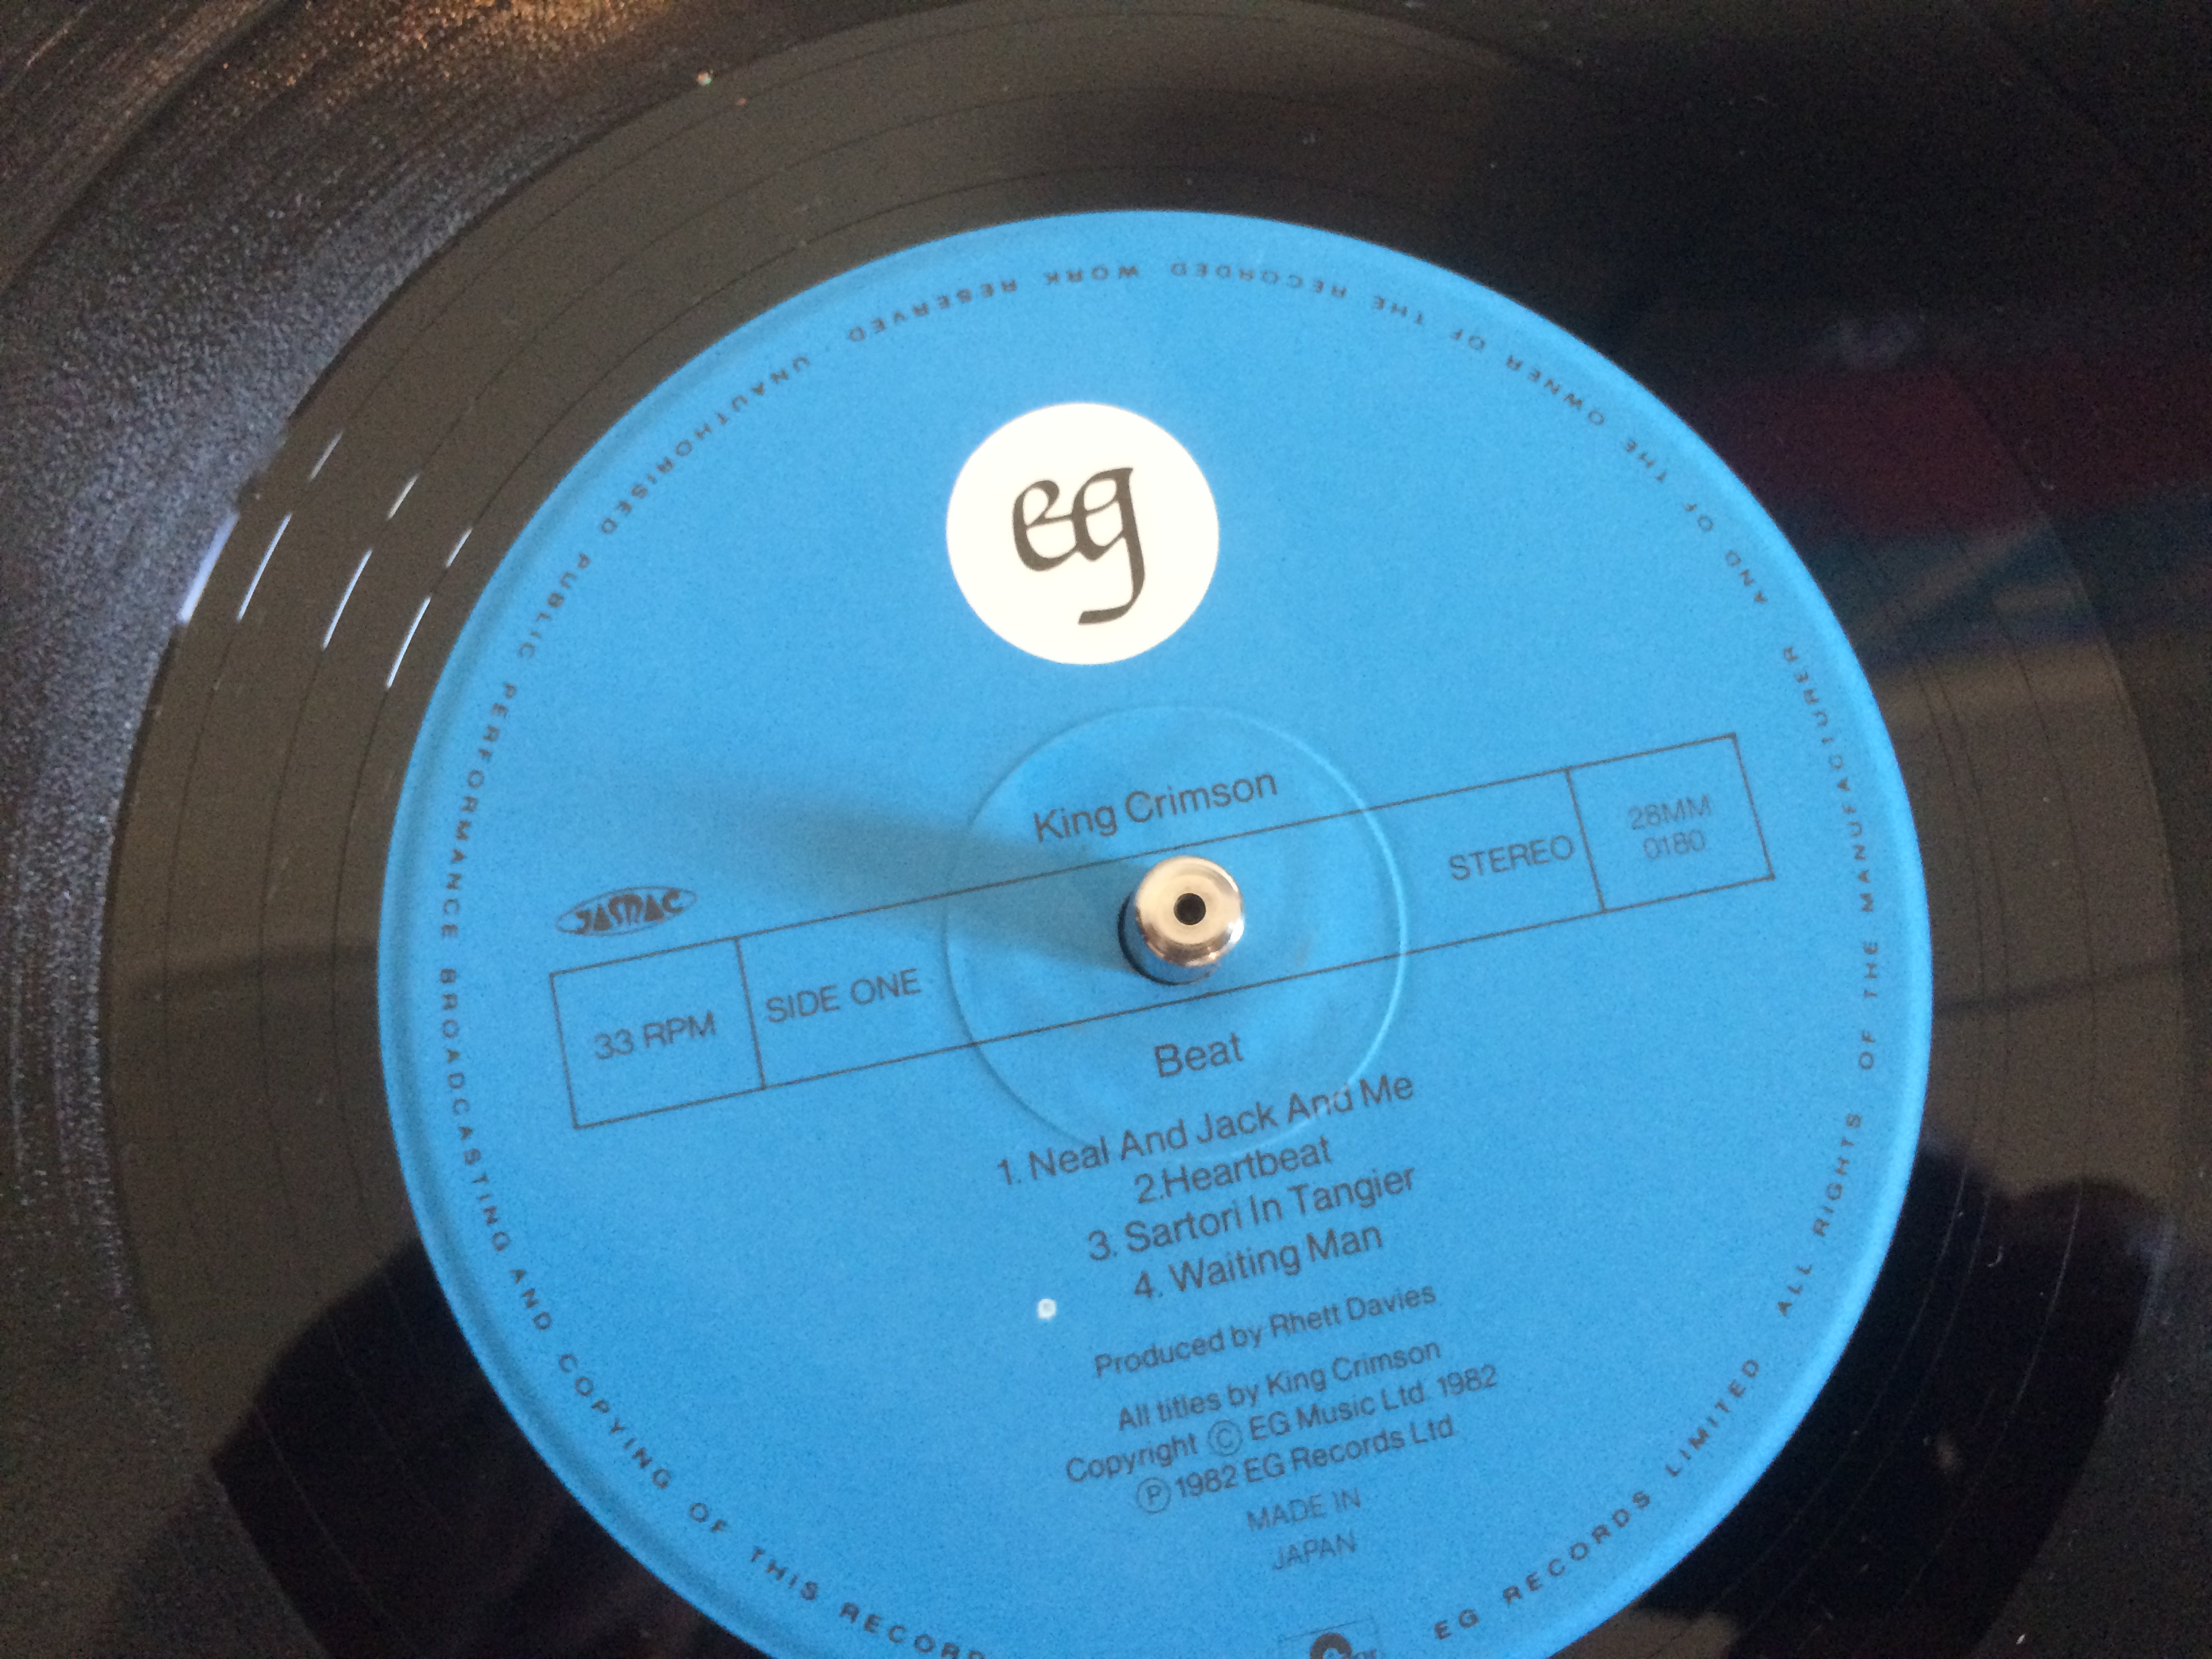 eg
King Crimson
JASRAC
33 RPM
SIDE ONE
STEREO
28MM
0180
Beat
1. Neal And Jack And Me
2.Heartbeat
3. Sartori In Tangier
4. Waiting Man
Produced by Rhett Davies
All titles by King Crimson
Copyright Ⓒ EG Music Ltd. 1982
Ⓟ 1982 EG Records Ltd.
MADE IN
JAPAN
EG RECORDS LIMITED ALL RIGHTS OF THE MANUFACTURER AND OF THE OWNER OF THE RECORDED WORK RESERVED · UNAUTHORISED PUBLIC PERFORMANCE BROADCASTING AND COPYING OF THIS RECORD